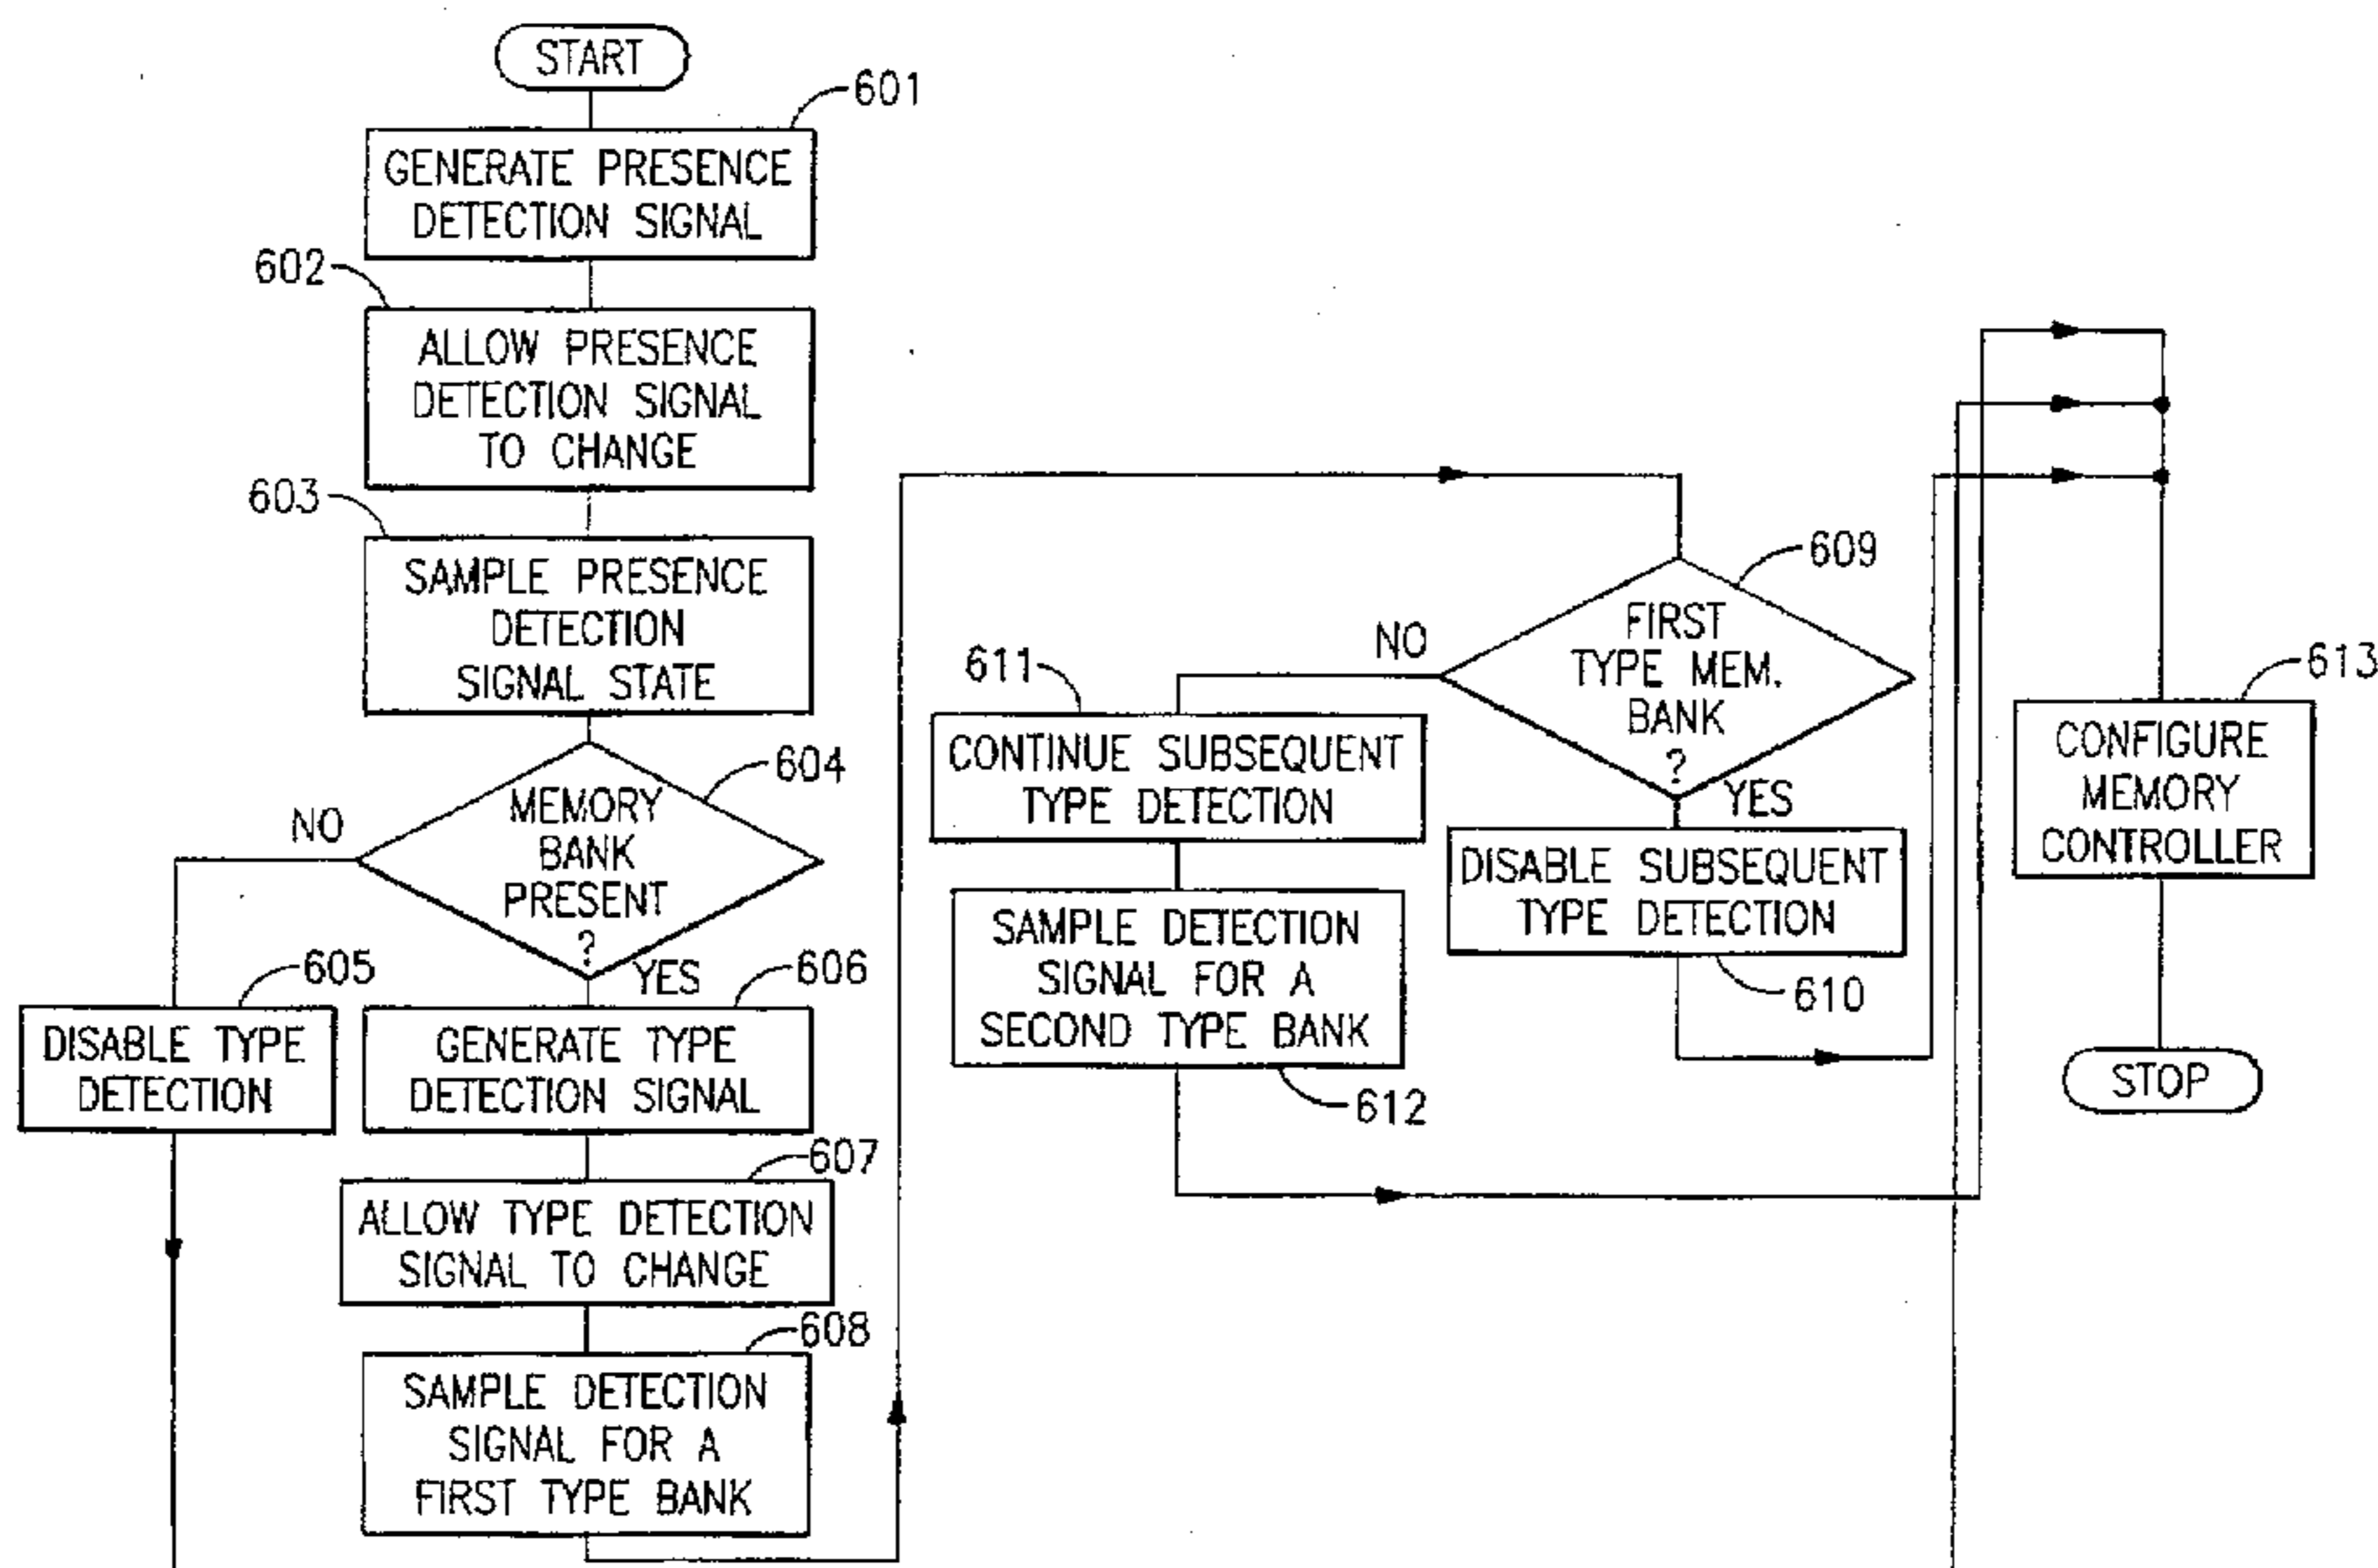 START
601
GENERATE PRESENCE
DETECTION SIGNAL
602
ALLOW PRESENCE
DETECTION SIGNAL
TO CHANGE
603
SAMPLE PRESENCE
DETECTION
SIGNAL STATE
604
MEMORY
BANK
PRESENT
?
NO
YES
605
DISABLE TYPE
DETECTION
606
GENERATE TYPE
DETECTION SIGNAL
607
ALLOW TYPE DETECTION
SIGNAL TO CHANGE
608
SAMPLE DETECTION
SIGNAL FOR A
FIRST TYPE BANK
609
FIRST
TYPE MEM.
BANK
?
NO
YES
611
CONTINUE SUBSEQUENT
TYPE DETECTION
DISABLE SUBSEQUENT
TYPE DETECTION
610
SAMPLE DETECTION
SIGNAL FOR A
SECOND TYPE BANK
612
613
CONFIGURE
MEMORY
CONTROLLER
STOP